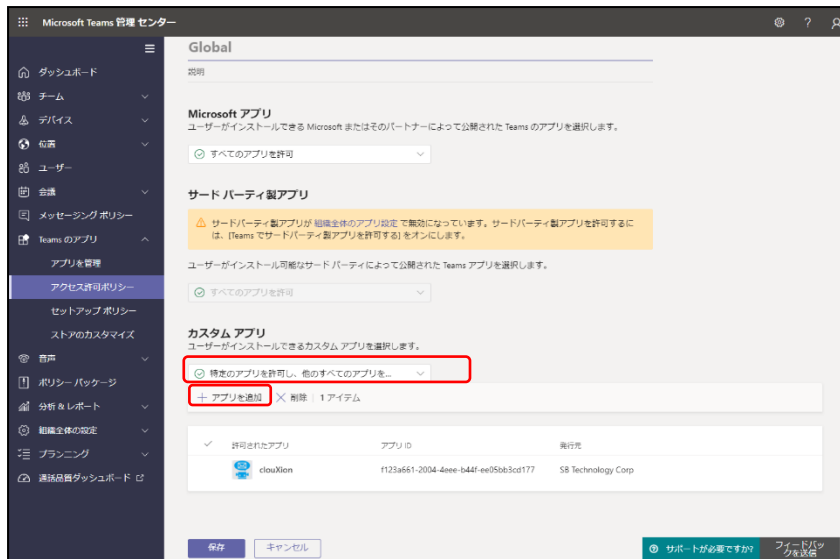 Microsoft Teams 管理 センター
?
Global
説明
ダッシュボード
チーム
デバイス
位置
ユーザー
会議
メッセージング ポリシー
Teams のアプリ
アプリを管理
アクセス許可ポリシー
セットアップ ポリシー
ストアのカスタマイズ
音声
ポリシー パッケージ
分析 & レポート
組織全体の設定
プランニング
通話品質ダッシュボード
Microsoft アプリ
ユーザーがインストールできる Microsoft またはそのパートナーによって公開された Teams のアプリを選択します。
すべてのアプリを許可
サード パーティ製アプリ
サードパーティ製アプリが 組織全体のアプリ設定 で無効になっています。サードパーティ製アプリを許可するに
は、[Teams でサードパーティ製アプリを許可する] をオンにします。
ユーザーがインストール可能なサード パーティによって公開された Teams アプリを選択します。
すべてのアプリを許可
カスタム アプリ
ユーザーがインストールできるカスタム アプリを選択します。
特定のアプリを許可し、他のすべてのアプリを...
+ アプリを追加 × 削除 | 1 アイテム
許可されたアプリ アプリ ID 発行元
clouXion f123a661-2004-4eee-b44f-ee05bb3cd177 SB Technology Corp
保存 キャンセル
サポートが必要ですか?
フィードバッ
クを送信